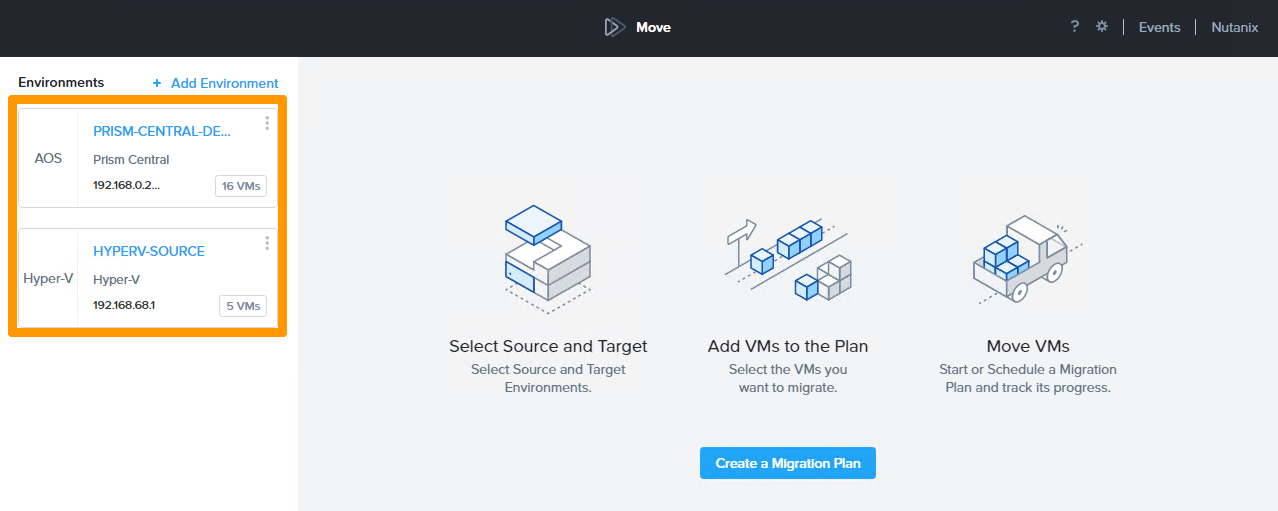 Move
? Events Nutanix
Environments + Add Environment
AOS
PRISM-CENTRAL-DE...
Prism Central
192.168.0.2...
16 VMs
Hyper-V
HYPERV-SOURCE
Hyper-V
192.168.68.1
5 VMs
Select Source and Target
Select Source and Target
Environments.
Add VMs to the Plan
Select the VMs you
want to migrate.
Move VMs
Start or Schedule a Migration
Plan and track its progress.
Create a Migration Plan